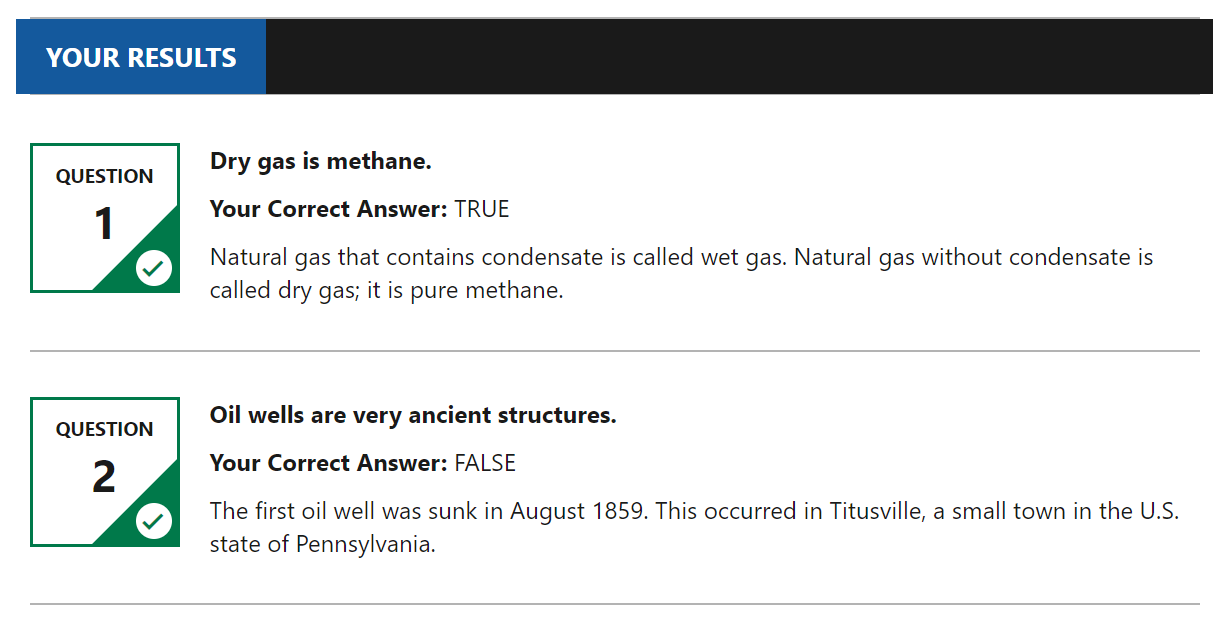 YOUR RESULTS
QUESTION
1
Dry gas is methane.
Your Correct Answer: TRUE
Natural gas that contains condensate is called wet gas. Natural gas without condensate is
called dry gas; it is pure methane.
QUESTION
2
Oil wells are very ancient structures.
Your Correct Answer: FALSE
The first oil well was sunk in August 1859. This occurred in Titusville, a small town in the U.S.
state of Pennsylvania.